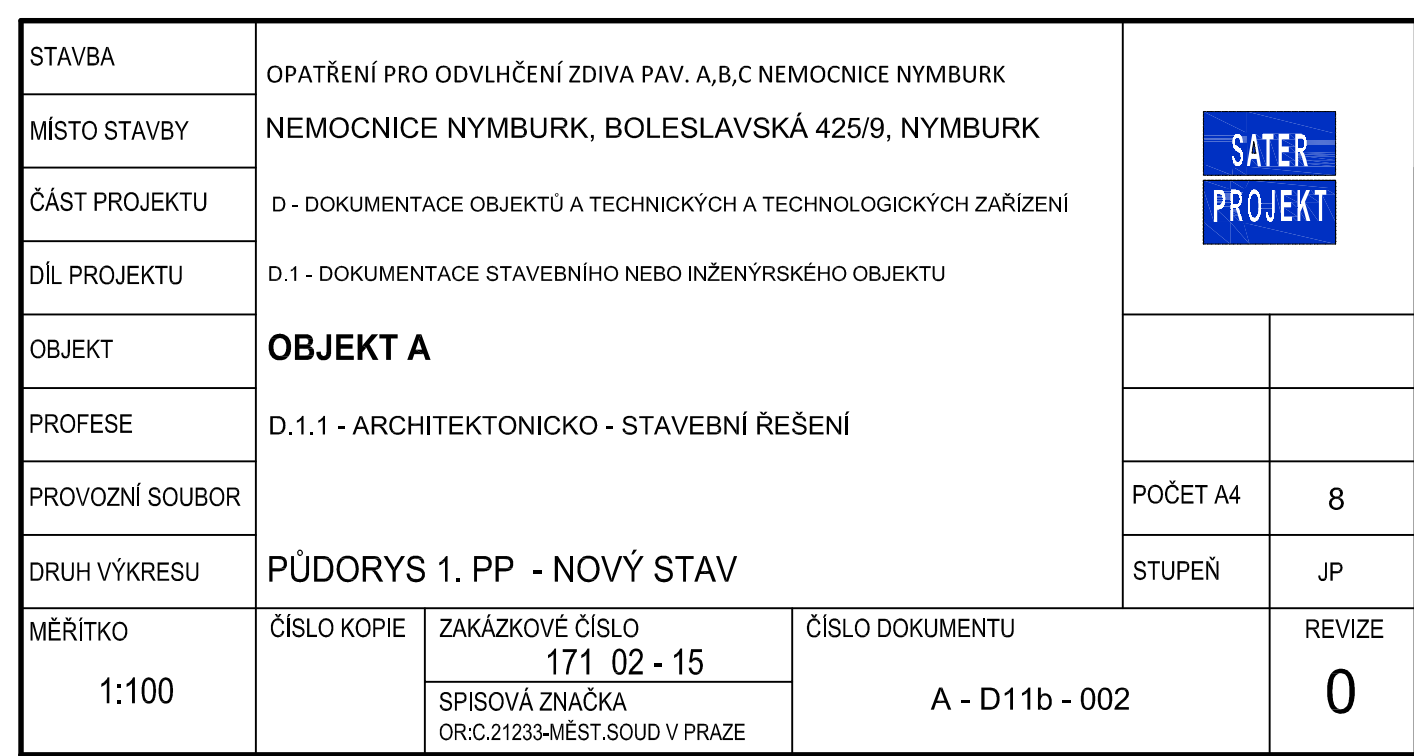 STAVBA
OPATŘENÍ PRO ODVLHČENÍ ZDIVA PAV. A,B,C NEMOCNICE NYMBURK
MÍSTO STAVBY
NEMOCNICE NYMBURK, BOLESLAVSKÁ 425/9, NYMBURK
SATER
PROJEKT
ČÁST PROJEKTU
D - DOKUMENTACE OBJEKTŮ A TECHNICKÝCH A TECHNOLOGICKÝCH ZAŘÍZENÍ
DÍL PROJEKTU
D.1 - DOKUMENTACE STAVEBNÍHO NEBO INŽENÝRSKÉHO OBJEKTU
OBJEKT
OBJEKT A
PROFESE
D.1.1 - ARCHITEKTONICKO - STAVEBNÍ ŘEŠENÍ
PROVOZNÍ SOUBOR
POČET A4
8
DRUH VÝKRESU
PŮDORYS 1. PP - NOVÝ STAV
STUPEŇ
JP
MĚŘÍTKO
1:100
ČÍSLO KOPIE
ZAKÁZKOVÉ ČÍSLO
171 02 - 15
SPISOVÁ ZNAČKA
OR:C.21233-MĚST.SOUD V PRAZE
ČÍSLO DOKUMENTU
A - D11b - 002
REVIZE
0